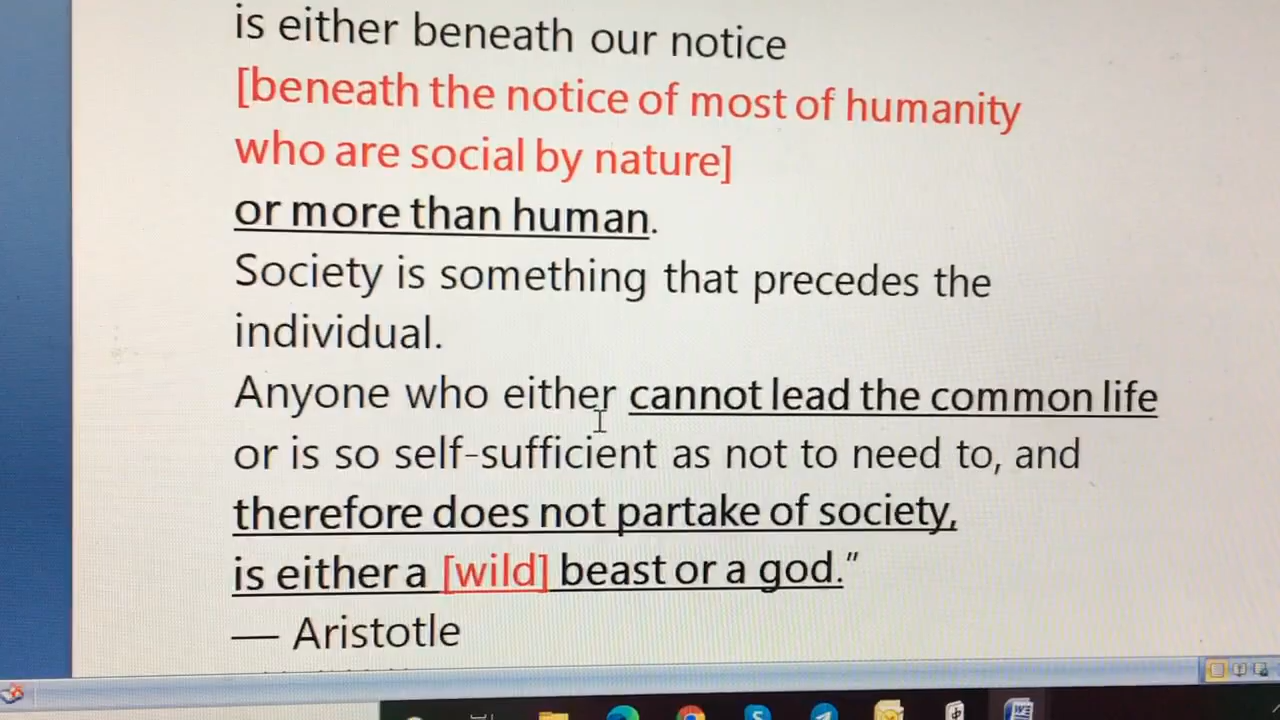 is either beneath our notice
[beneath the notice of most of humanity
who are social by nature]
or more than human.
Society is something that precedes the
individual.
Anyone who either cannot lead the common life
or is so self-sufficient as not to need to, and
therefore does not partake of society,
is either a [wild] beast or a god.”
— Aristotle